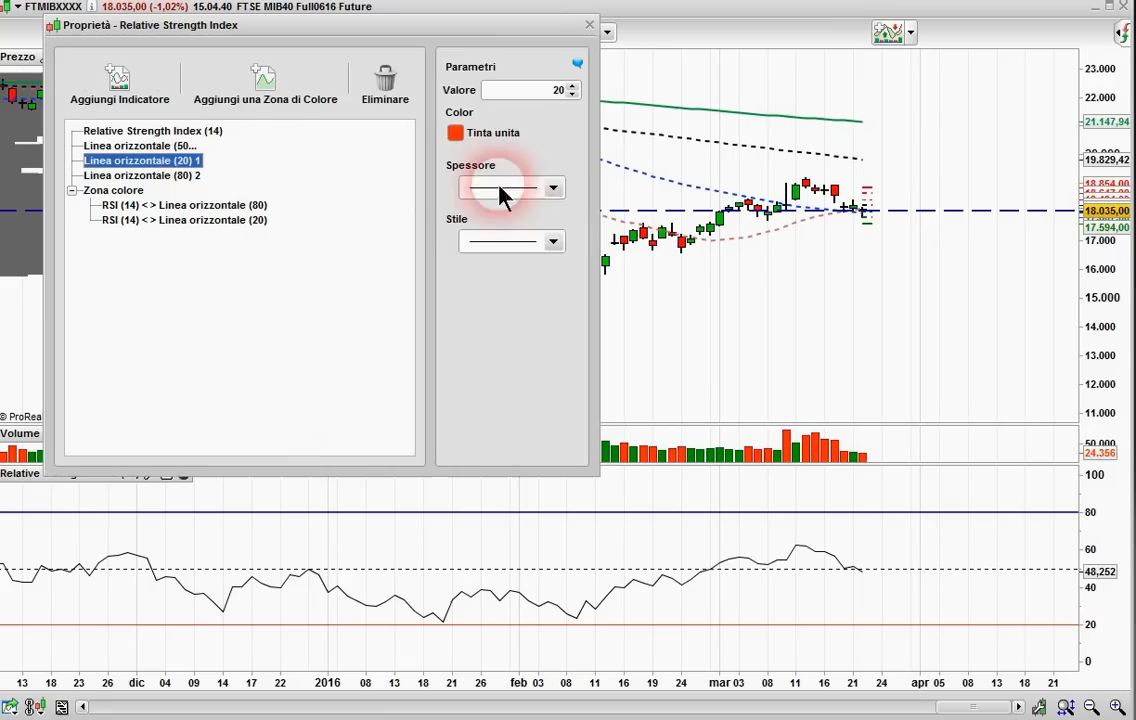 FTMIBXXXX
18.035,00 (-1,02%) 15.04.40 FTSE MIB40 Full0616 Future
Proprietà - Relative Strength Index
Prezzo
Aggiungi Indicatore
Aggiungi una Zona di Colore
Eliminare
Relative Strength Index (14)
Linea orizzontale (50...
Linea orizzontale (20) 1
Linea orizzontale (80) 2
Zona colore
RSI (14) <> Linea orizzontale (80)
RSI (14) <> Linea orizzontale (20)
Parametri
Valore 20
Color
Tinta unita
Spessore
Stile
23.000
22.000
21.147,94
19.829,42
18.854,00
18.035,00
17.594,00
17.000
16.000
15.000
14.000
13.000
12.000
11.000
© ProRea
Volume
50.000
24.356
Relative
100
80
60
48,252
40
20
0
13 18 23 26 dic 04 09 14 17 22 2016 08 13 18 21 26 feb 03 08 11 16 19 24 mar 03 08 11 16 21 24 apr 05 08 13 18 21